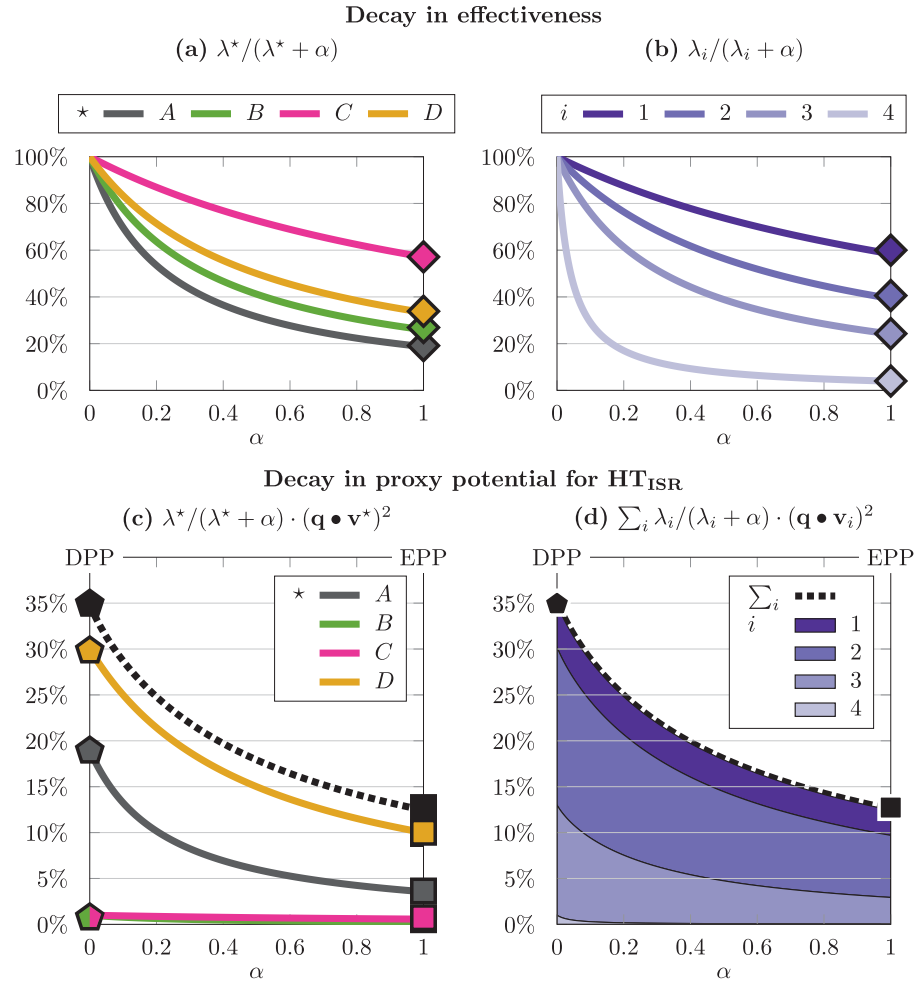 Decay in effectiveness
(a) λ⋆/(λ⋆ + α)
(b) λᵢ/(λᵢ + α)
⋆ A B C D
i 1 2 3 4
100%
80%
60%
40%
20%
0%
0 0.2 0.4 0.6 0.8 1
α
100%
80%
60%
40%
20%
0%
0 0.2 0.4 0.6 0.8 1
α
Decay in proxy potential for HT_ISR
(c) λ⋆/(λ⋆ + α) · (q • v⋆)²
(d) ∑ᵢ λᵢ/(λᵢ + α) · (q • vᵢ)²
DPP EPP
⋆ A
B
C
D
35%
30%
25%
20%
15%
10%
5%
0%
0 0.2 0.4 0.6 0.8 1
α
DPP EPP
∑ᵢ
i 1
2
3
4
35%
30%
25%
20%
15%
10%
5%
0%
0 0.2 0.4 0.6 0.8 1
α